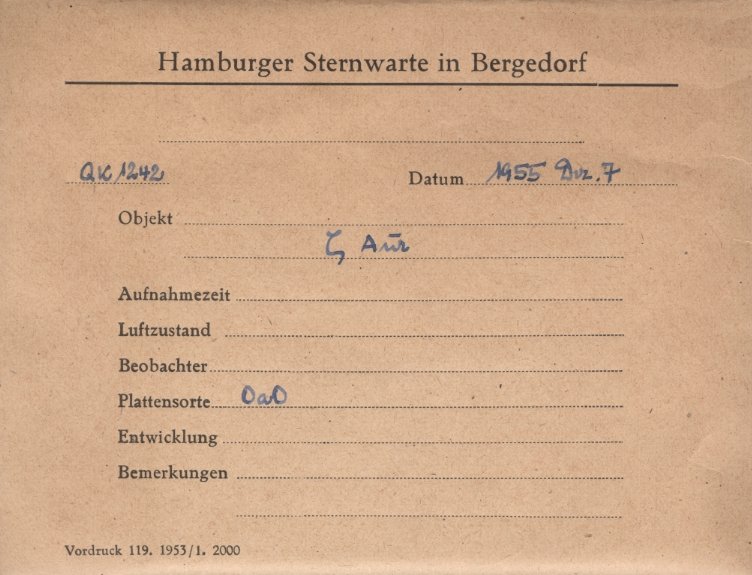 Hamburger Sternwarte in Bergedorf
QK 1242 Datum 1955 Dez. 7
Objekt
ζ Aur
Aufnahmezeit
Luftzustand
Beobachter
Plattensorte OaO
Entwicklung
Bemerkungen
Vordruck 119. 1953/1. 2000